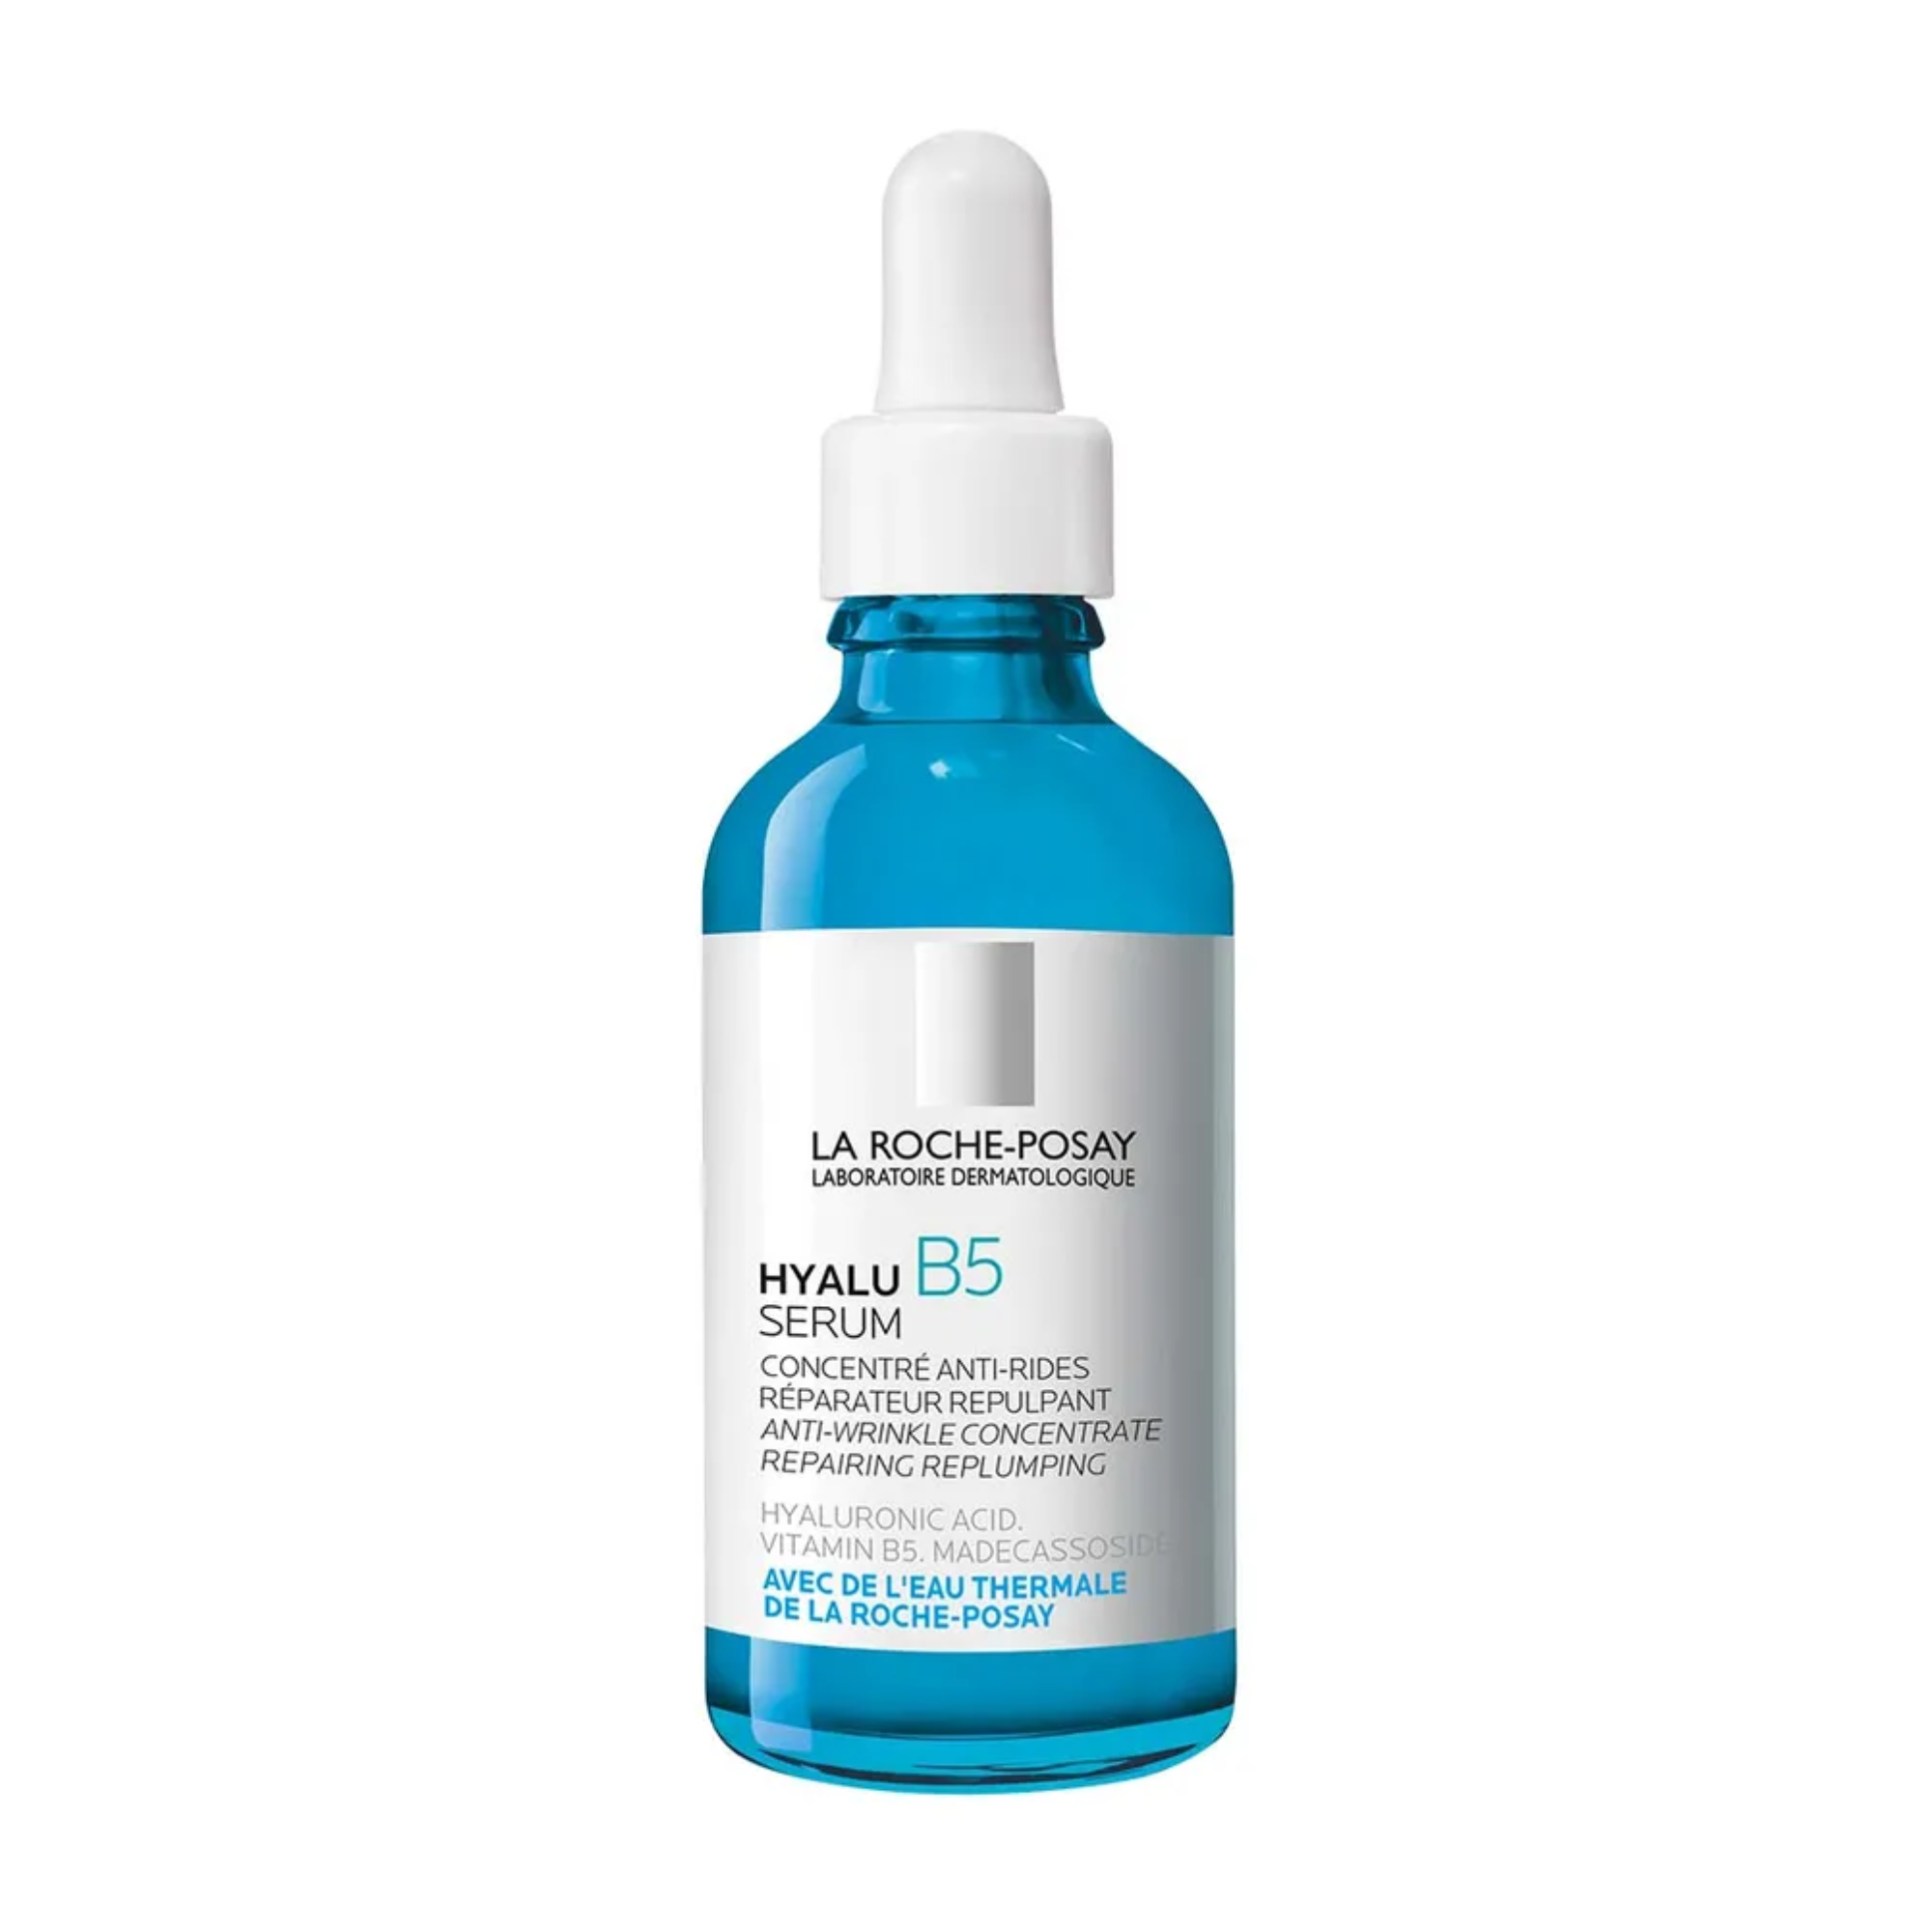 LA ROCHE-POSAY
LABORATOIRE DERMATOLOGIQUE
HYALU B5
SERUM
CONCENTRÉ ANTI-RIDES
RÉPARATEUR REPULPANT
ANTI-WRINKLE CONCENTRATE
REPAIRING REPLUMPING
HYALURONIC ACID.
VITAMIN B5. MADECASSOSIDE
AVEC DE L'EAU THERMALE
DE LA ROCHE-POSAY